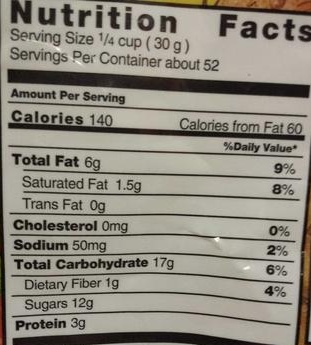 Nutrition Facts
Serving Size 1/4 cup (30 g)
Servings Per Container about 52
Amount Per Serving
Calories 140 Calories from Fat 60
%Daily Value*
Total Fat 6g 9%
Saturated Fat 1.5g 8%
Trans Fat 0g
Cholesterol 0mg 0%
Sodium 50mg 2%
Total Carbohydrate 17g 6%
Dietary Fiber 1g 4%
Sugars 12g
Protein 3g